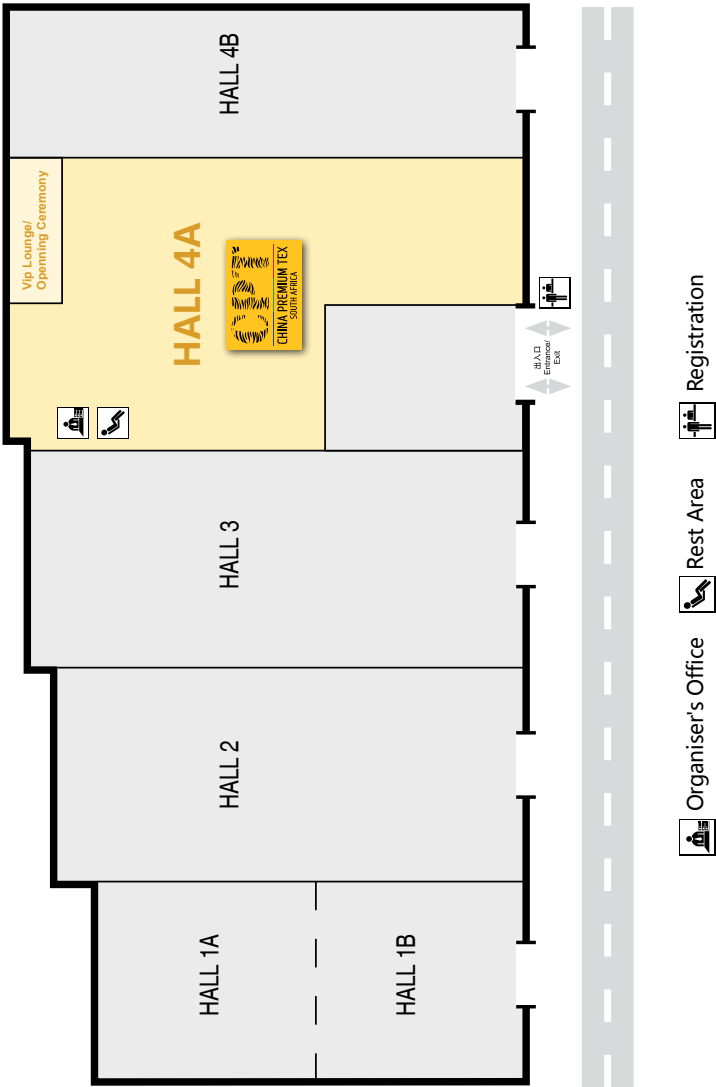 HALL 4B
Vip Lounge/
Openning Ceremony
HALL 4A
CPT
CHINA PREMIUM TEX
SOUTH AFRICA
出入口
Entrance/
Exit
HALL 3
HALL 2
HALL 1A
HALL 1B
Organiser's Office
Rest Area
Registration